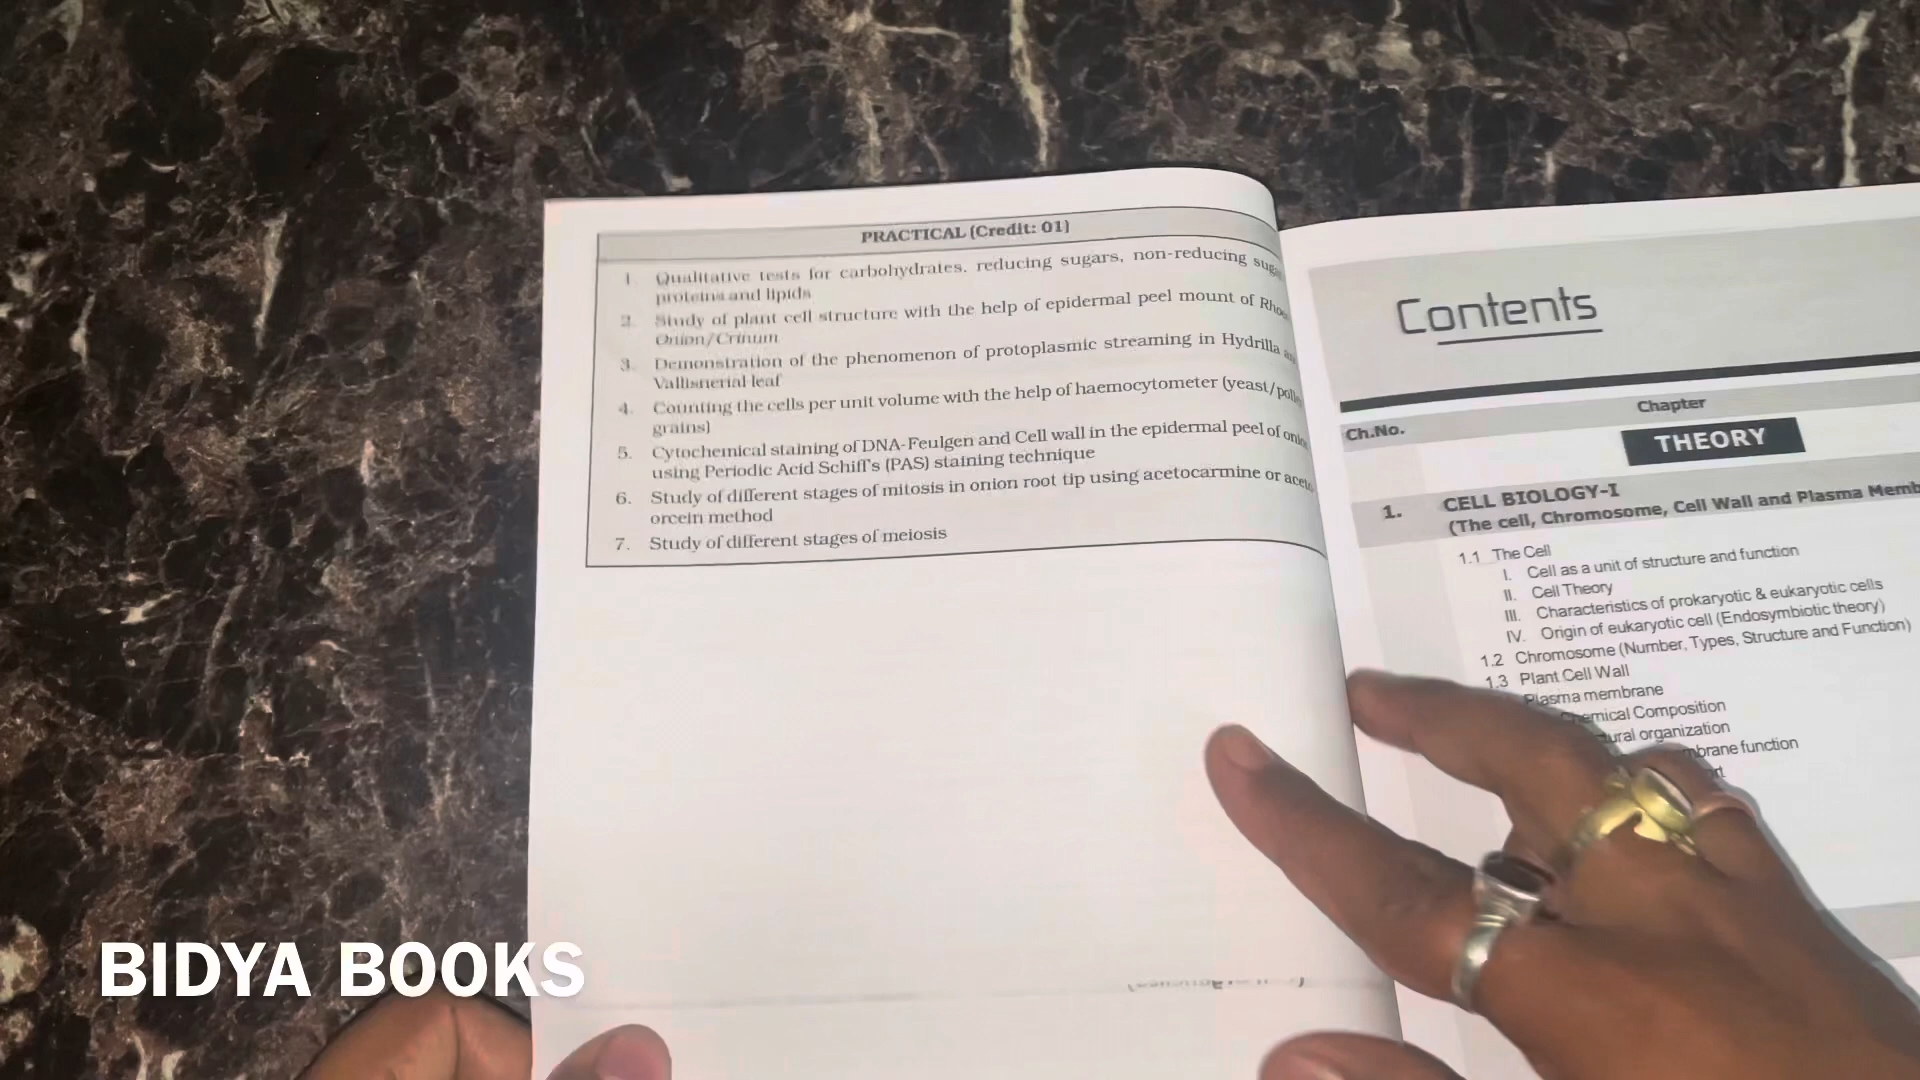 PRACTICAL (Credit: 01)
1. Qualitative tests for carbohydrates, reducing sugars, non-reducing
proteins and lipids
2. Study of plant cell structure with the help of epidermal peel mount of
Onion/Crinum
3. Demonstration of the phenomenon of protoplasmic streaming in Hydrilla
Vallisnerial leaf
4. Counting the cells per unit volume with the help of haemocytometer (yeast/
grains)
5. Cytochemical staining of DNA-Feulgen and Cell wall in the epidermal peel of
using Periodic Acid Schiff's (PAS) staining technique
6. Study of different stages of mitosis in onion root tip using acetocarmine or
orcein method
7. Study of different stages of meiosis
Contents
Ch.No. Chapter
THEORY
1. CELL BIOLOGY-I
(The cell, Chromosome, Cell Wall and Plasma
1.1 The Cell
I. Cell as a unit of structure and function
II. Cell Theory
III. Characteristics of prokaryotic & eukaryotic cells
IV. Origin of eukaryotic cell (Endosymbiotic theory)
1.2 Chromosome (Number, Types, Structure and Function)
1.3 Plant Cell Wall
Plasma membrane
Chemical Composition
organization
function
BIDYA BOOKS